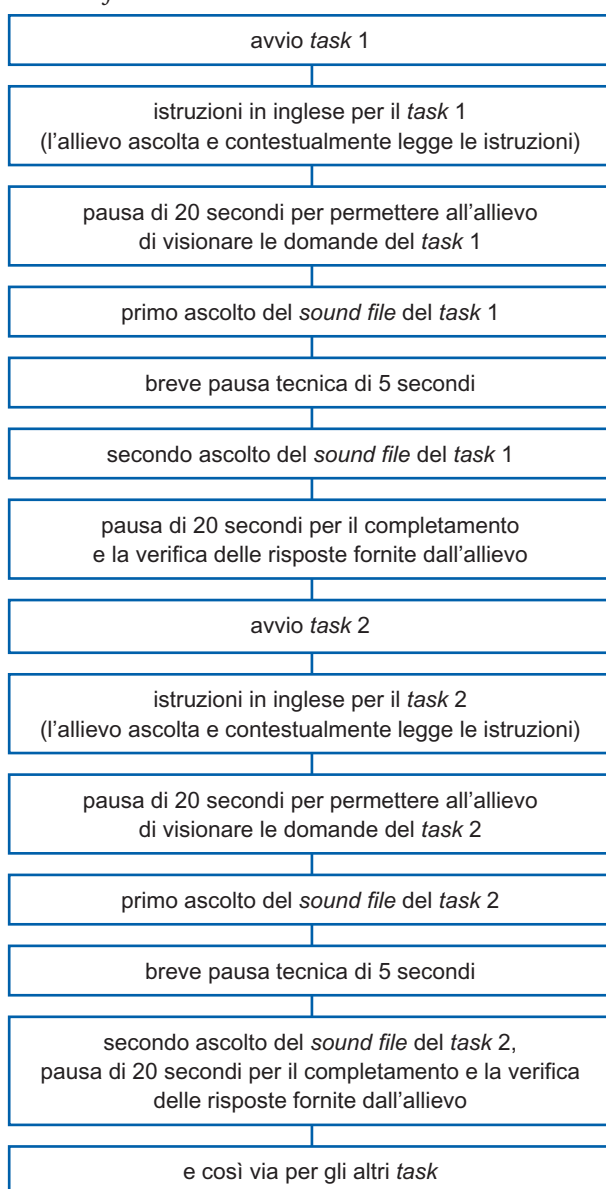 avvio task 1
istruzioni in inglese per il task 1
(l'allievo ascolta e contestualmente legge le istruzioni)
pausa di 20 secondi per permettere all'allievo
di visionare le domande del task 1
primo ascolto del sound file del task 1
breve pausa tecnica di 5 secondi
secondo ascolto del sound file del task 1
pausa di 20 secondi per il completamento
e la verifica delle risposte fornite dall'allievo
avvio task 2
istruzioni in inglese per il task 2
(l'allievo ascolta e contestualmente legge le istruzioni)
pausa di 20 secondi per permettere all'allievo
di visionare le domande del task 2
primo ascolto del sound file del task 2
breve pausa tecnica di 5 secondi
secondo ascolto del sound file del task 2,
pausa di 20 secondi per il completamento e la verifica
delle risposte fornite dall'allievo
e così via per gli altri task